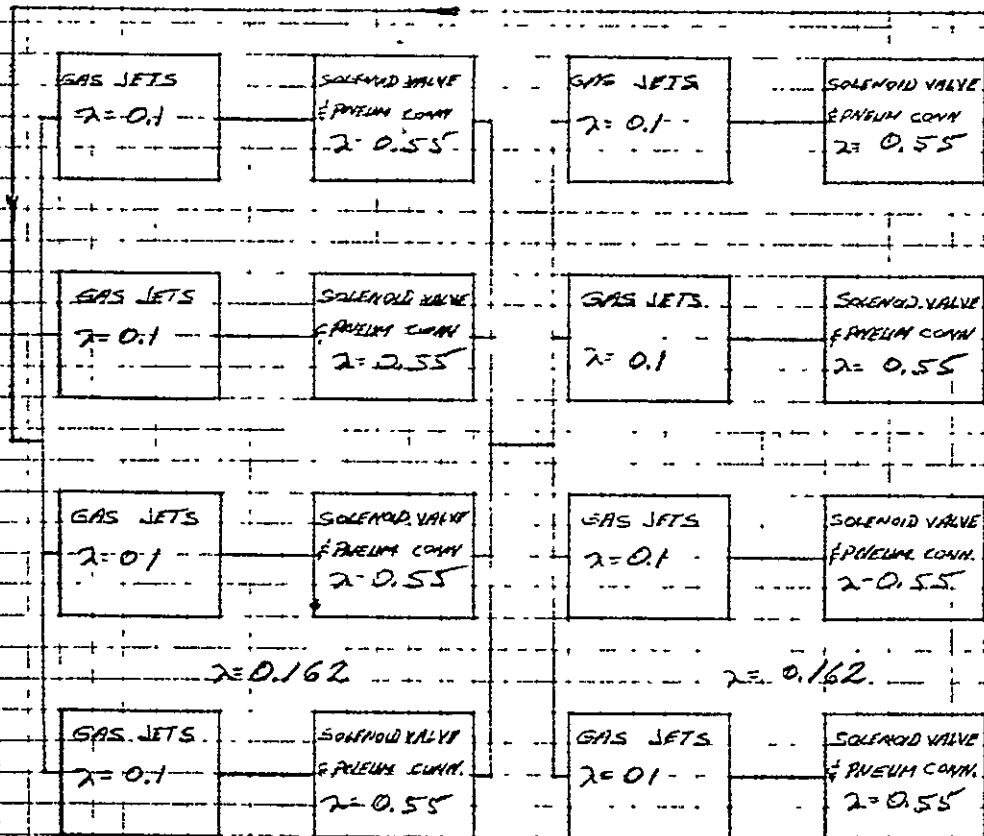 GAS JETS
λ=0.1
SOLENOID VALVE
& PNEUM CONN
λ-0.55
GAS JETS
λ=0.1
SOLENOID VALVE
& PNEUM CONN
λ= 0.55
GAS JETS
λ=0.1
SOLENOID VALVE
& PNEUM CONN
λ=0.55
GAS JETS.
λ= 0.1
SOLENOID.VALVE
& PNEUM CONN
λ= 0.55
GAS JETS
λ=01
SOLENOID.VALVE
& PNEUM CONN
λ-0.55
GAS JETS
λ=0.1
SOLENOID VALVE
& PNEUM. CONN.
λ-0.55.
λ=0.162
λ=.0.162.
GAS.JETS.
λ=0.1
SOLENOID VALVE
& PNEUM CONN.
λ=0.55
GAS JETS
λ=01
SOLENOID VALVE
& PNEUM CONN.
λ=0.55